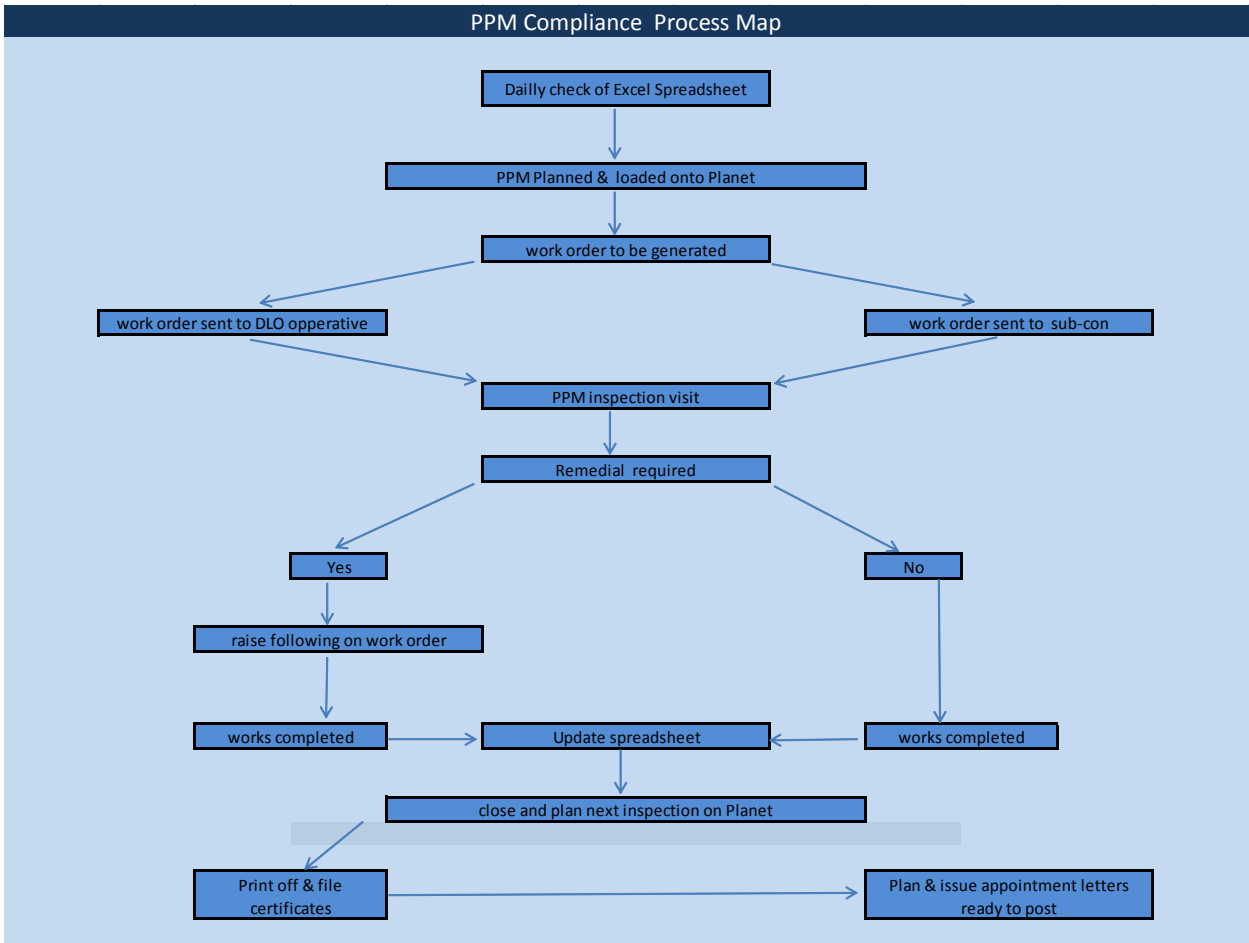 PPM Compliance Process Map
Dailly check of Excel Spreadsheet
PPM Planned & loaded onto Planet
work order to be generated
work order sent to DLO opperative
work order sent to sub-con
PPM inspection visit
Remedial required
Yes
No
raise following on work order
works completed
Update spreadsheet
works completed
close and plan next inspection on Planet
Print off & file
certificates
Plan & issue appointment letters
ready to post